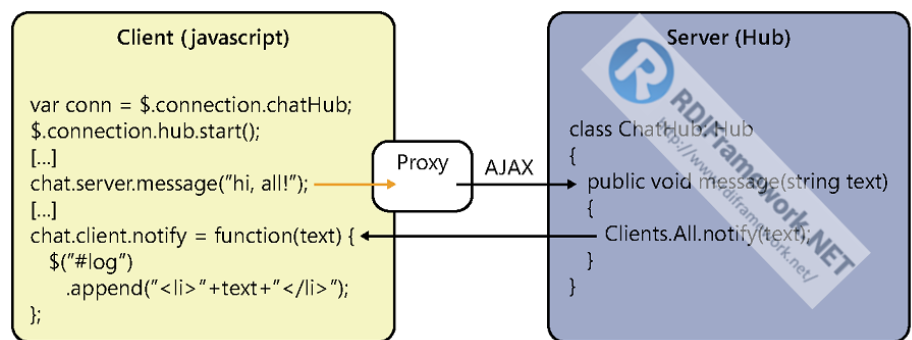 Client (javascript)
var conn = $.connection.chatHub;
$.connection.hub.start();
[...]
chat.server.message("hi, all!");
[...]
chat.client.notify = function(text) {
$("#log")
.append("<li>"+text+"</li>");
};
Proxy
AJAX
Server (Hub)
class ChatHub: Hub
{
public void message(string text)
{
Clients.All.notify(text);
}
}
R
RDIFramework.NET
http://www.rdiframework.net/